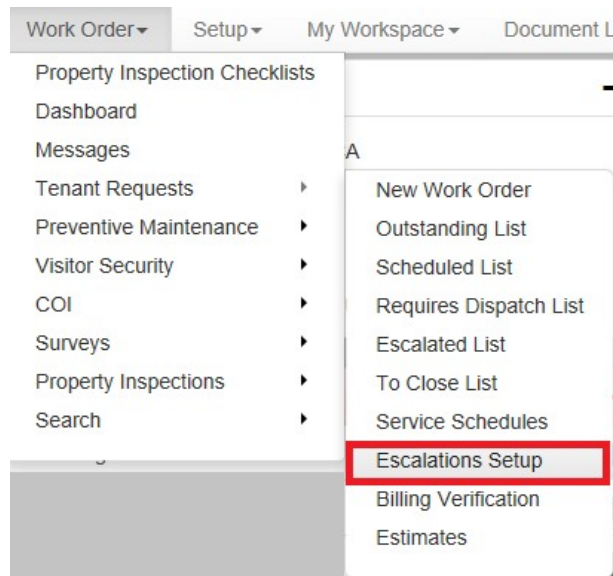 Work Order
Setup
My Workspace
Document L
Property Inspection Checklists
Dashboard
Messages
A
Tenant Requests
Preventive Maintenance
Visitor Security
COI
Surveys
Property Inspections
Search
New Work Order
Outstanding List
Scheduled List
Requires Dispatch List
Escalated List
To Close List
Service Schedules
Escalations Setup
Billing Verification
Estimates